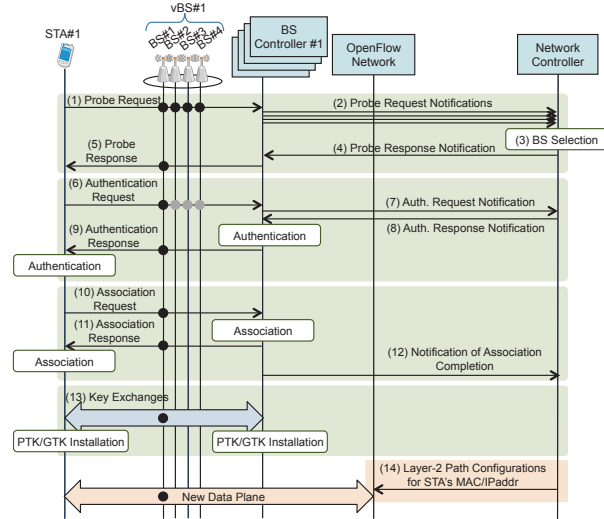 vBS#1
STA#1
BS#1
BS#2
BS#3
BS#4
BS
Controller #1
OpenFlow
Network
Network
Controller
(1) Probe Request
(2) Probe Request Notifications
(3) BS Selection
(4) Probe Response Notification
(5) Probe
Response
(6) Authentication
Request
(7) Auth. Request Notification
(8) Auth. Response Notification
(9) Authentication
Response
Authentication
Authentication
(10) Association
Request
(11) Association
Response
Association
Association
(12) Notification of Association
Completion
(13) Key Exchanges
PTK/GTK Installation
PTK/GTK Installation
(14) Layer-2 Path Configurations
for STA's MAC/IPaddr
New Data Plane